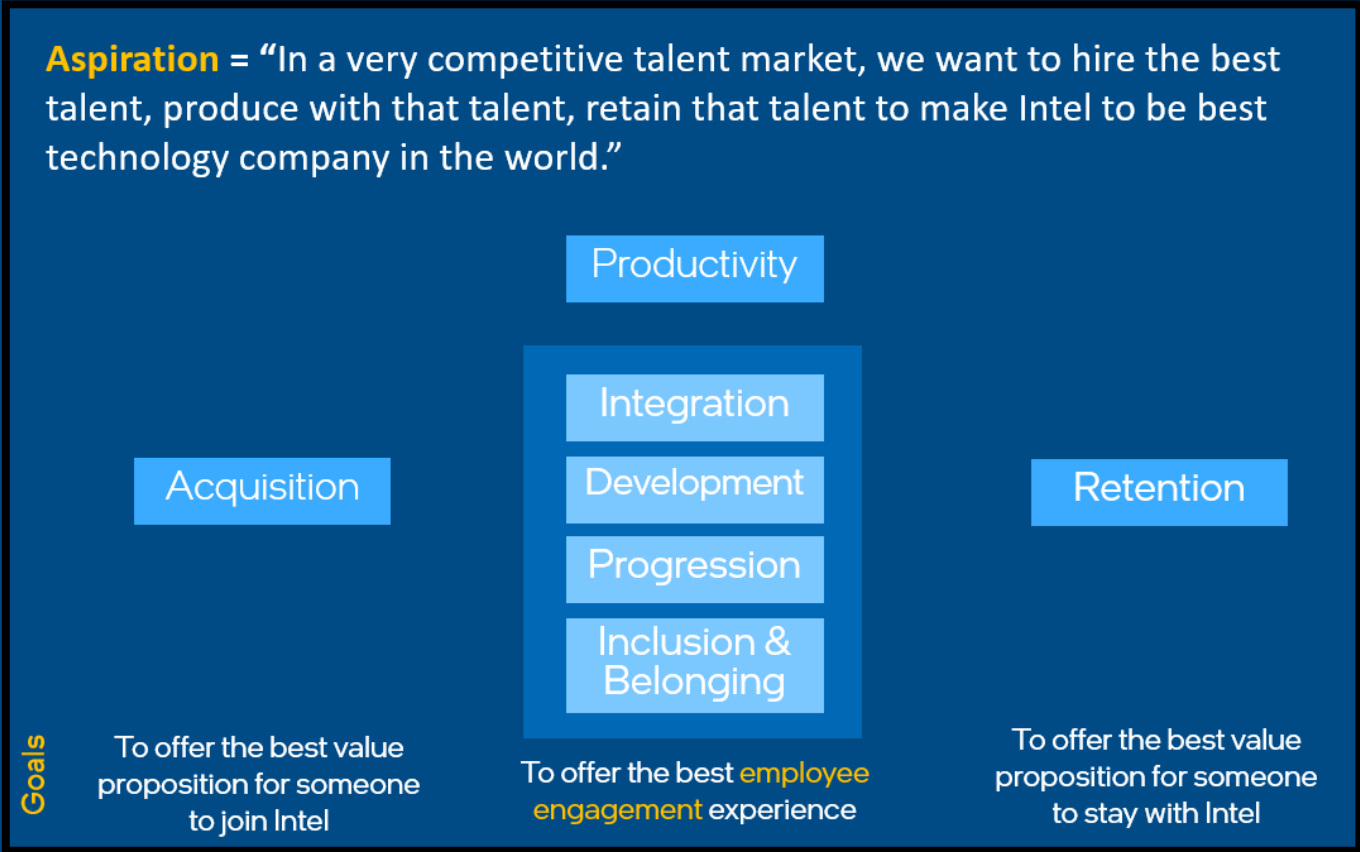 Aspiration = “In a very competitive talent market, we want to hire the best
talent, produce with that talent, retain that talent to make Intel to be best
technology company in the world.”
Productivity
Integration
Development
Progression
Inclusion &
Belonging
Acquisition
Retention
Goals
To offer the best value
proposition for someone
to join Intel
To offer the best employee
engagement experience
To offer the best value
proposition for someone
to stay with Intel